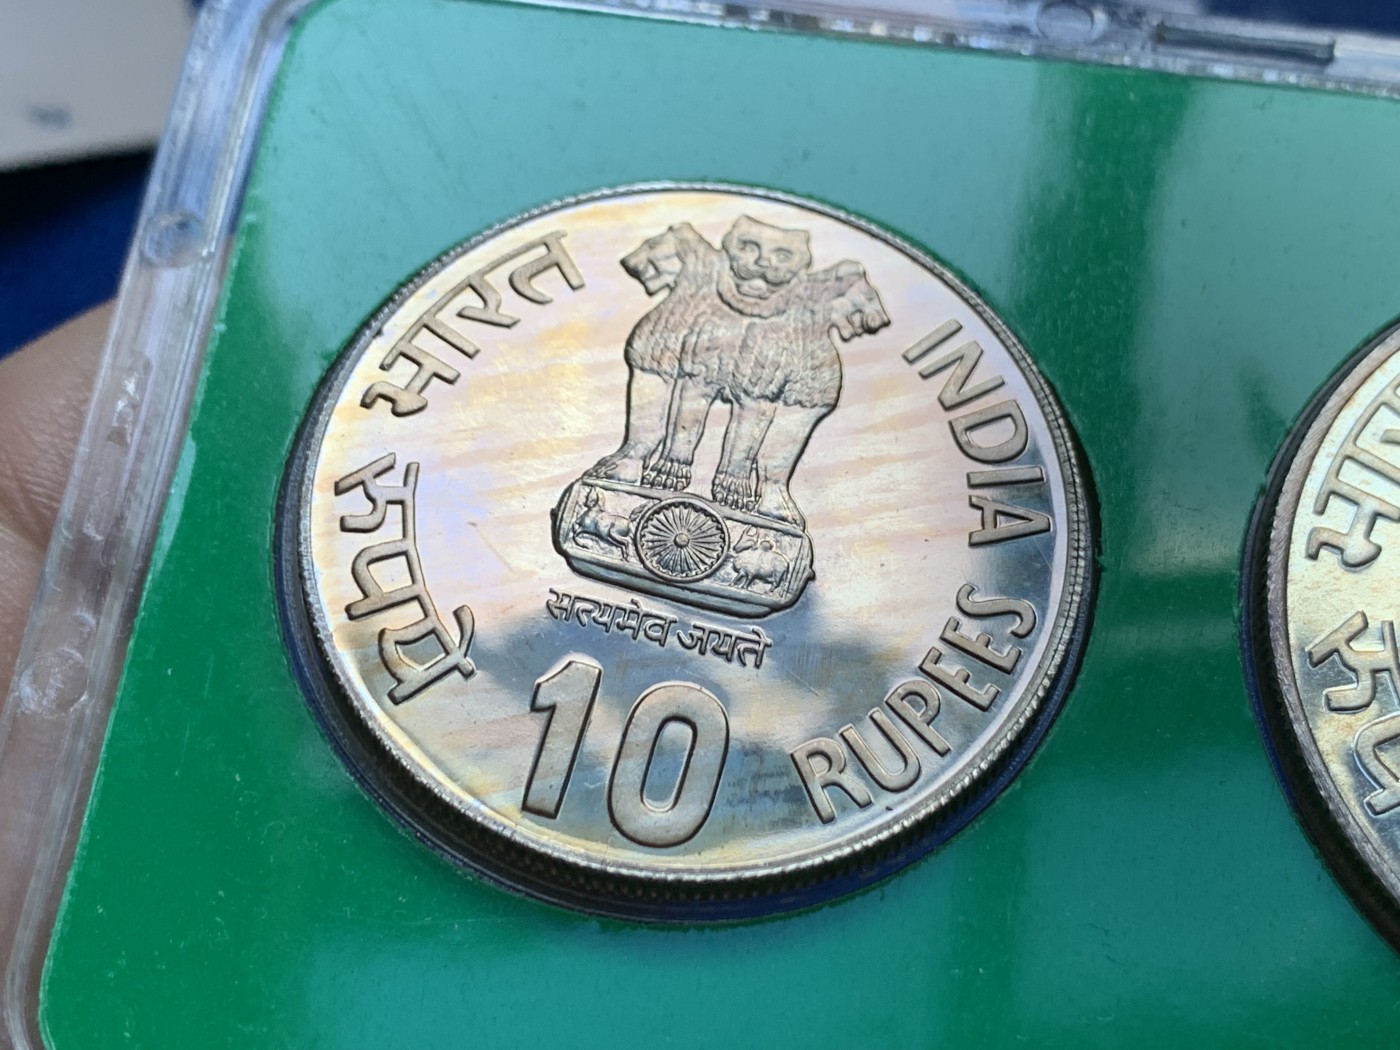 भारत
रुपये
INDIA
RUPEES
सत्यमेव जयते
10
भा
रुप